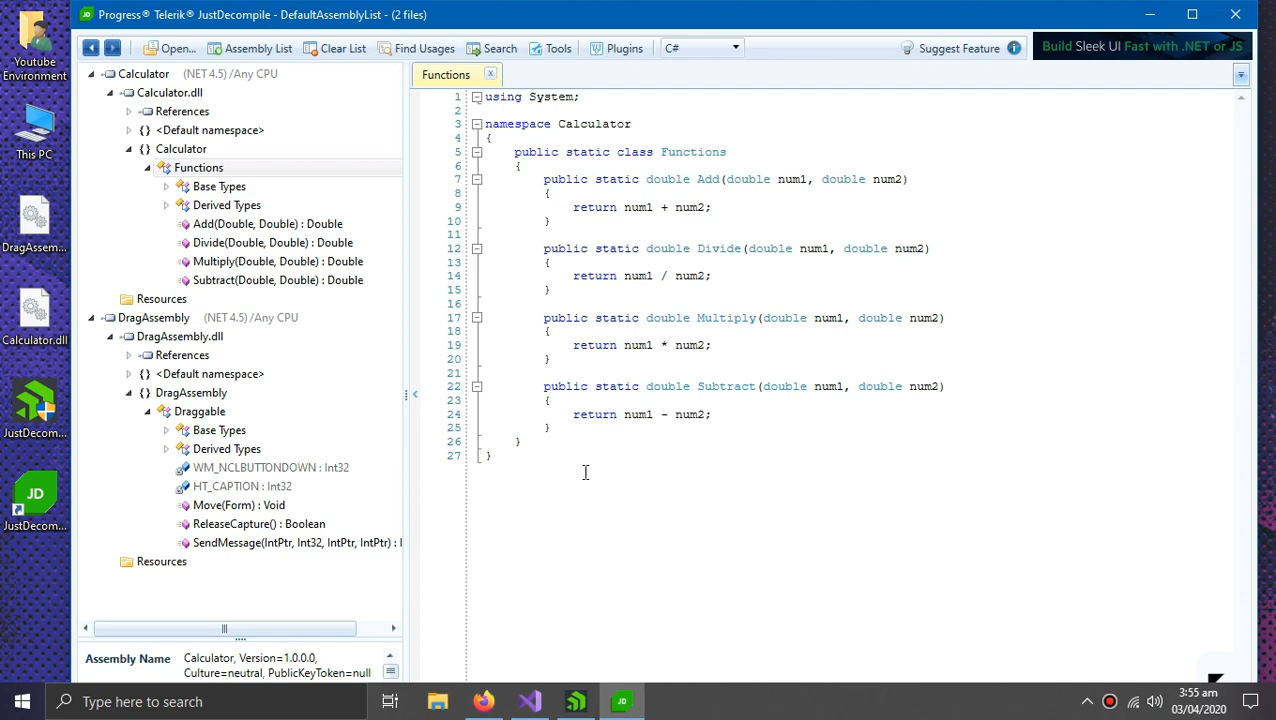 Progress® Telerik® JustDecompile - DefaultAssemblyList - (2 files)
Open...
Assembly List
Clear List
Find Usages
Search
Tools
Plugins
C#
Suggest Feature
Build Sleek UI Fast with .NET or JS
Youtube
Environment
This PC
DragAssem...
Calculator.dll
JustDecom...
JustDecom...
Calculator (NET 4.5) /Any CPU
Calculator.dll
References
{} <Default namespace>
{} Calculator
Functions
Base Types
Derived Types
Add(Double, Double) : Double
Divide(Double, Double) : Double
Multiply(Double, Double) : Double
Subtract(Double, Double) : Double
Resources
DragAssembly (NET 4.5) /Any CPU
DragAssembly.dll
References
{} <Default namespace>
{} DragAssembly
Draggable
Base Types
Derived Types
WM_NCLBUTTONDOWN : Int32
HT_CAPTION : Int32
Move(Form) : Void
ReleaseCapture() : Boolean
SendMessage(IntPtr, Int32, IntPtr, IntPtr) : I
Resources
Assembly Name Calculator, Version=1.0.0.0,
Culture=neutral, PublicKeyToken=null
Functions
1 using System;
2
3 namespace Calculator
4 {
5 public static class Functions
6 {
7 public static double Add(double num1, double num2)
8 {
9 return num1 + num2;
10 }
11
12 public static double Divide(double num1, double num2)
13 {
14 return num1 / num2;
15 }
16
17 public static double Multiply(double num1, double num2)
18 {
19 return num1 * num2;
20 }
21
22 public static double Subtract(double num1, double num2)
23 {
24 return num1 - num2;
25 }
26 }
27 }
Type here to search
JD
3:55 am
03/04/2020